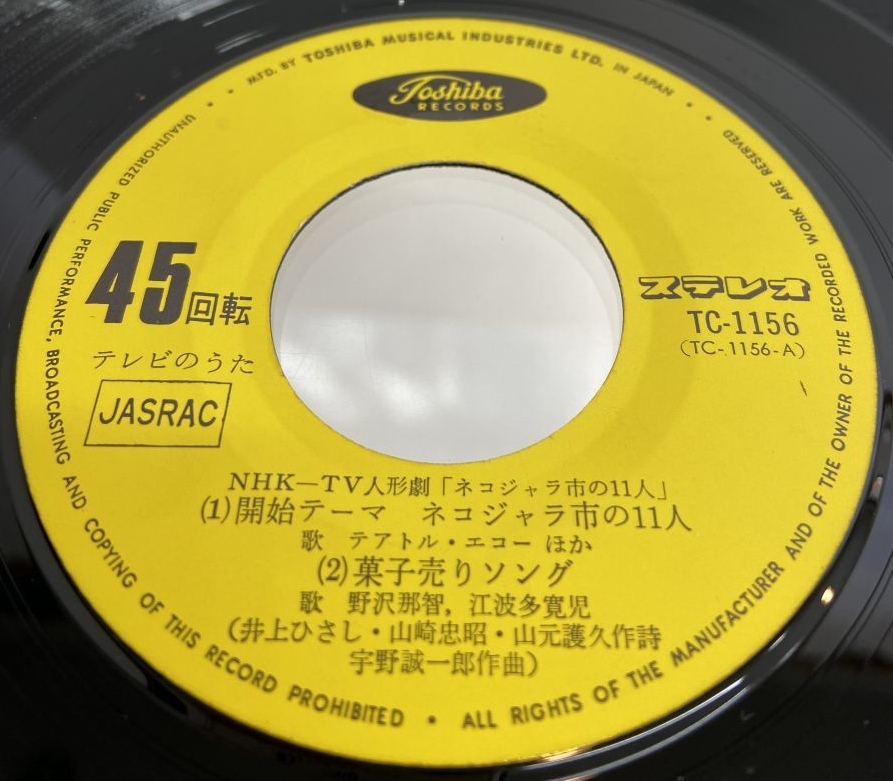 MFD. BY TOSHIBA MUSICAL INDUSTRIES LTD. IN JAPAN
Toshiba
RECORDS
45回転
テレビのうた
JASRAC
ステレオ
TC-1156
(TC-1156-A)
NHK—TV人形劇「ネコジャラ市の11人」
(1)開始テーマ ネコジャラ市の11人
歌 テアトル・エコー ほか
(2)菓子売りソング
歌 野沢那智，江波多寛児
(井上ひさし・山崎忠昭・山元護久作詩
宇野誠一郎作曲)
UNAUTHORIZED PUBLIC PERFORMANCE, BROADCASTING AND COPYING OF THIS RECORD PROHIBITED • ALL RIGHTS OF THE MANUFACTURER AND OF THE OWNER OF THE RECORDED WORK ARE RESERVED